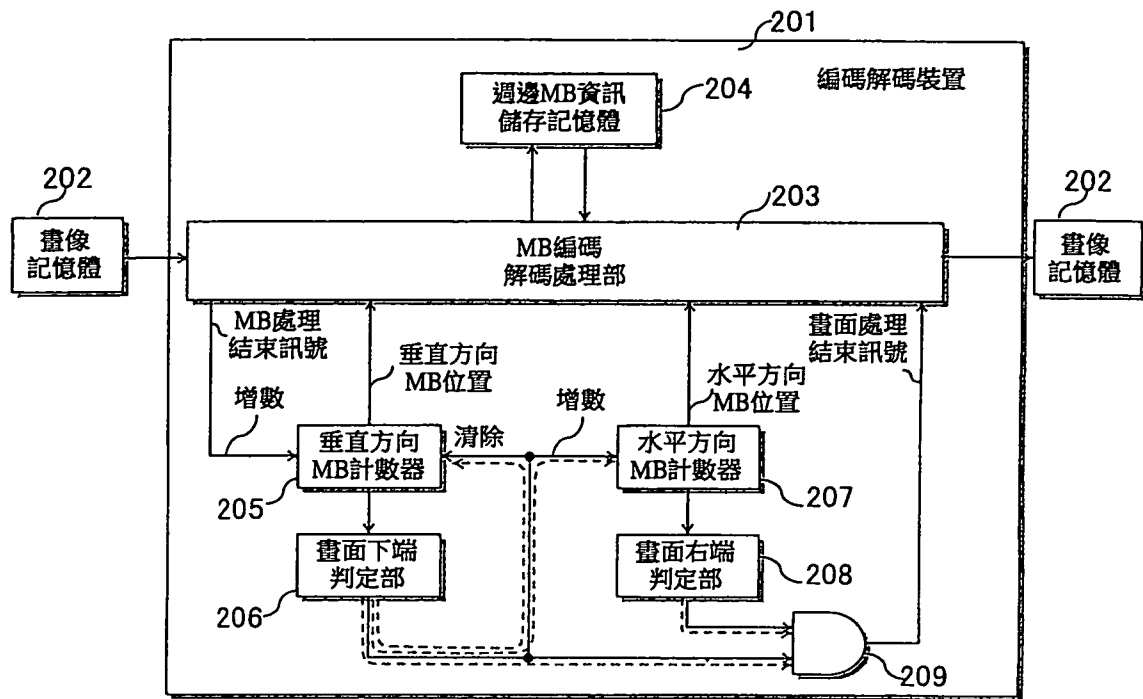 201
編碼解碼裝置
週邊MB資訊
儲存記憶體
204
202
畫像
記憶體
203
MB編碼
解碼處理部
202
畫像
記憶體
MB處理
結束訊號
垂直方向
MB位置
水平方向
MB位置
畫面處理
結束訊號
增數
垂直方向
MB計數器
205
清除
增數
水平方向
MB計數器
207
畫面下端
判定部
206
畫面右端
判定部
208
209